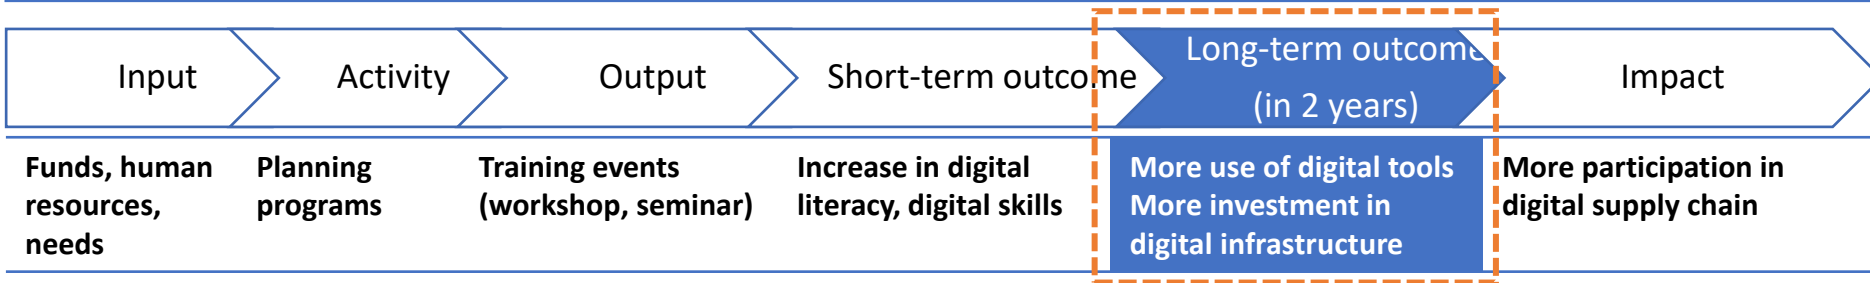 Input
Activity
Output
Short-term outcome
Long-term outcome
(in 2 years)
Impact
Funds, human
resources,
needs
Planning
programs
Training events
(workshop, seminar)
Increase in digital
literacy, digital skills
More use of digital tools
More investment in
digital infrastructure
More participation in
digital supply chain